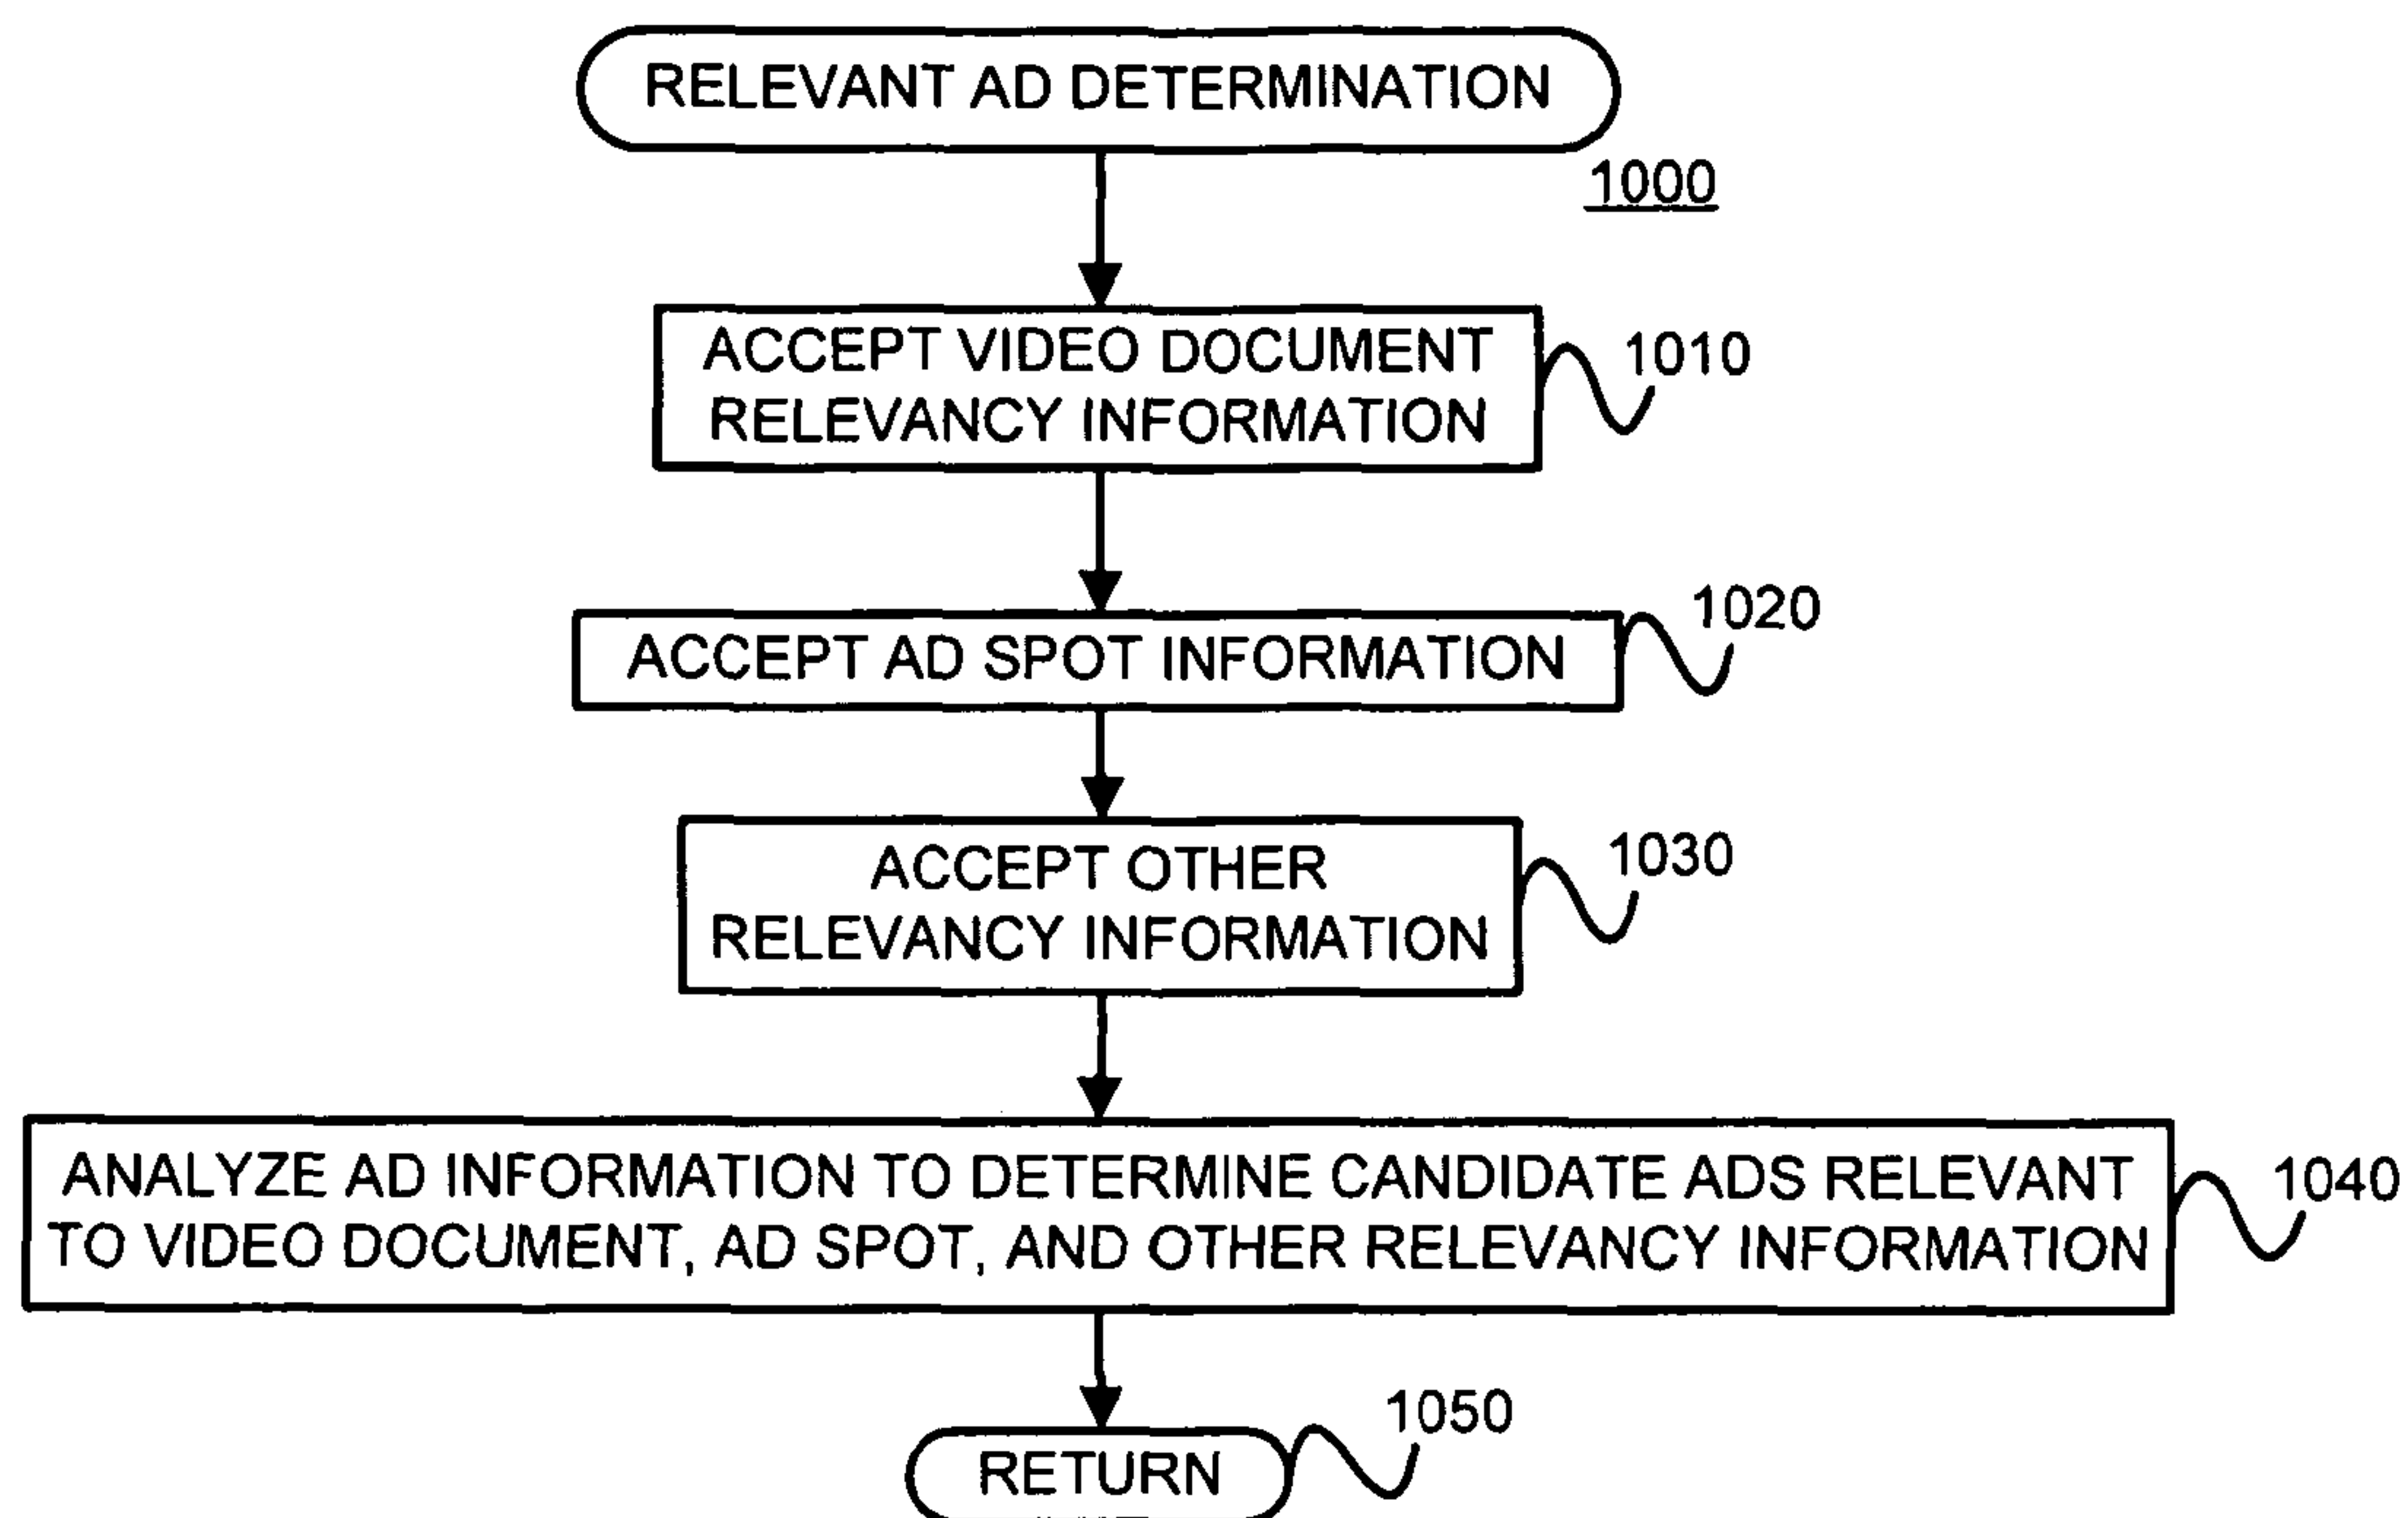 RELEVANT AD DETERMINATION
1000
ACCEPT VIDEO DOCUMENT
RELEVANCY INFORMATION
1010
ACCEPT AD SPOT INFORMATION
1020
ACCEPT OTHER
RELEVANCY INFORMATION
1030
ANALYZE AD INFORMATION TO DETERMINE CANDIDATE ADS RELEVANT
TO VIDEO DOCUMENT, AD SPOT, AND OTHER RELEVANCY INFORMATION
1040
RETURN
1050